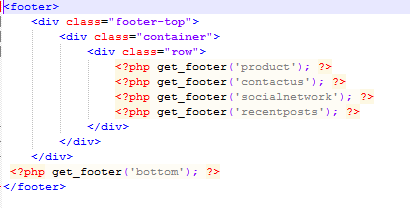 <footer>
<div class="footer-top">
<div class="container">
<div class="row">
<?php get_footer('product'); ?>
<?php get_footer('contactus'); ?>
<?php get_footer('socialnetwork'); ?>
<?php get_footer('recentposts'); ?>
</div>
</div>
</div>
<?php get_footer('bottom'); ?>
</footer>